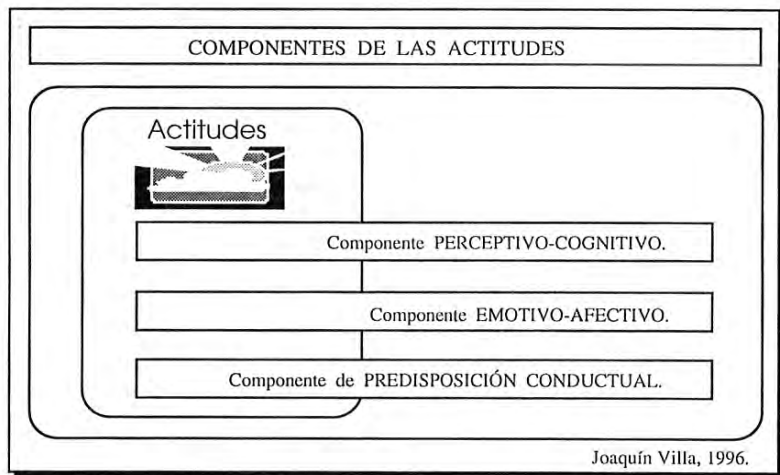 COMPONENTES DE LAS ACTITUDES
Actitudes
Componente PERCEPTIVO-COGNITIVO.
Componente EMOTIVO-AFECTIVO.
Componente de PREDISPOSICIÓN CONDUCTUAL.
Joaquín Villa, 1996.